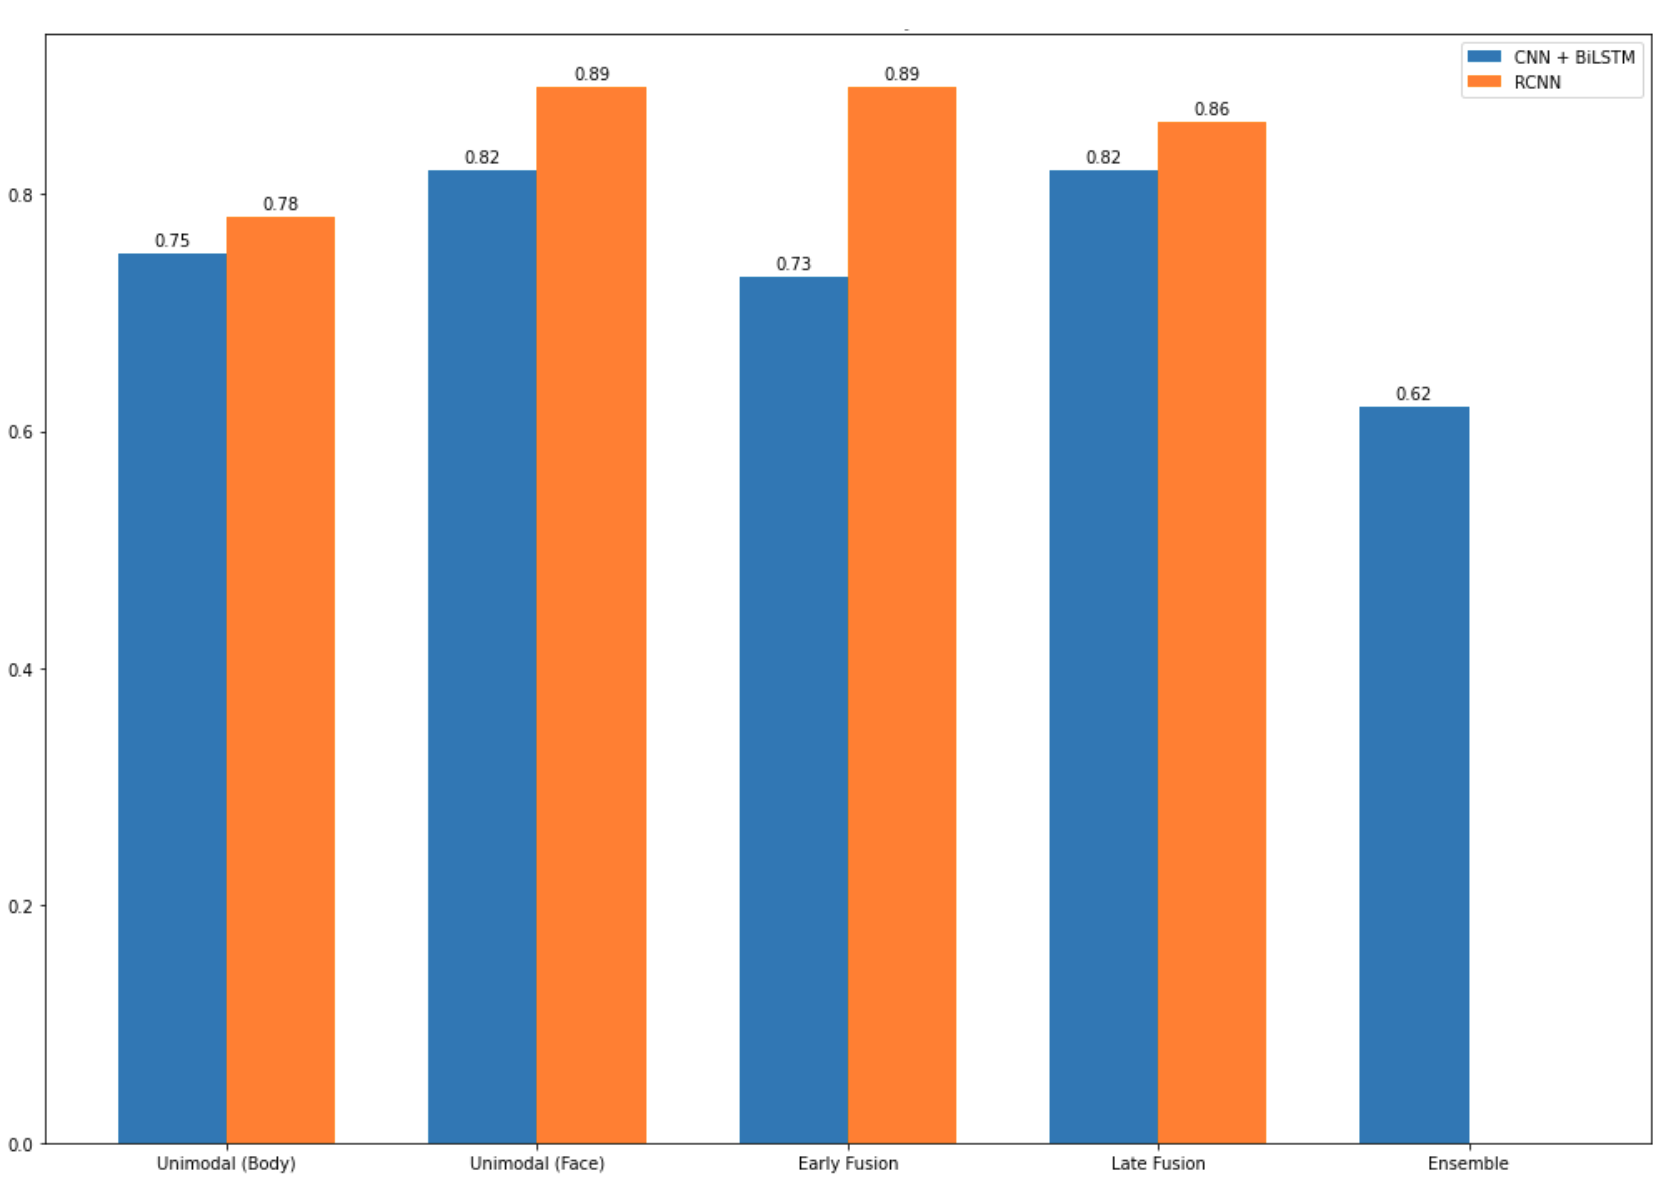 CNN + BiLSTM
RCNN
0.89
0.89
0.86
0.82
0.82
0.8
0.78
0.75
0.73
0.62
0.6
0.4
0.2
0.0
Unimodal (Body)
Unimodal (Face)
Early Fusion
Late Fusion
Ensemble